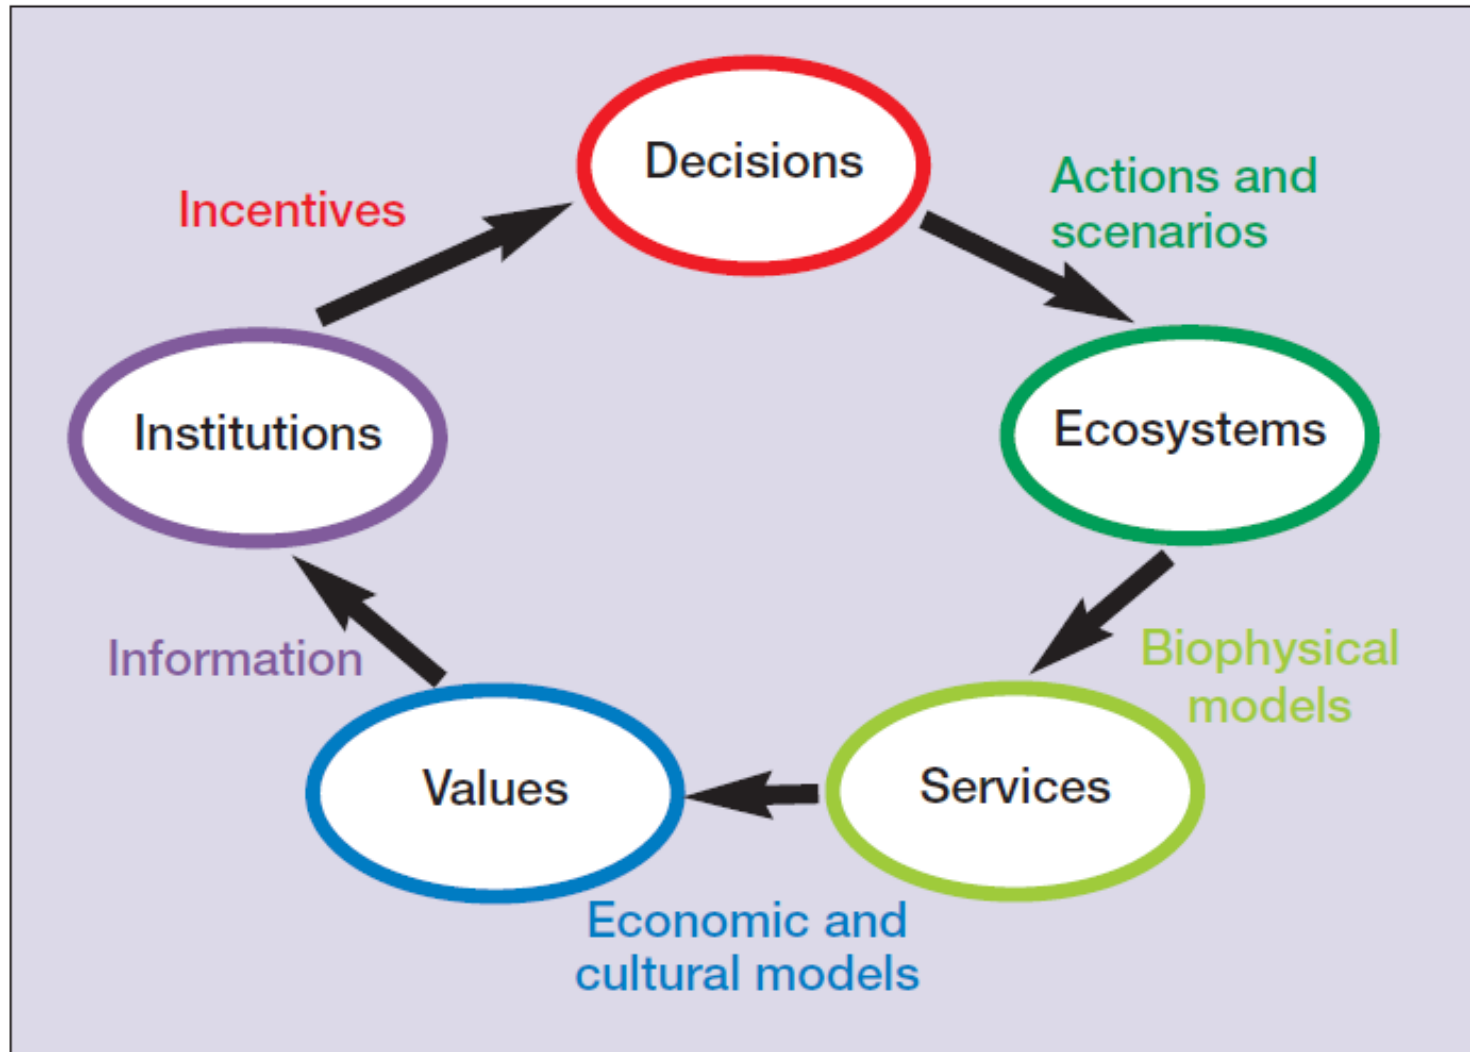 Decisions
Actions and
scenarios
Incentives
Institutions
Ecosystems
Information
Biophysical
models
Values
Services
Economic and
cultural models